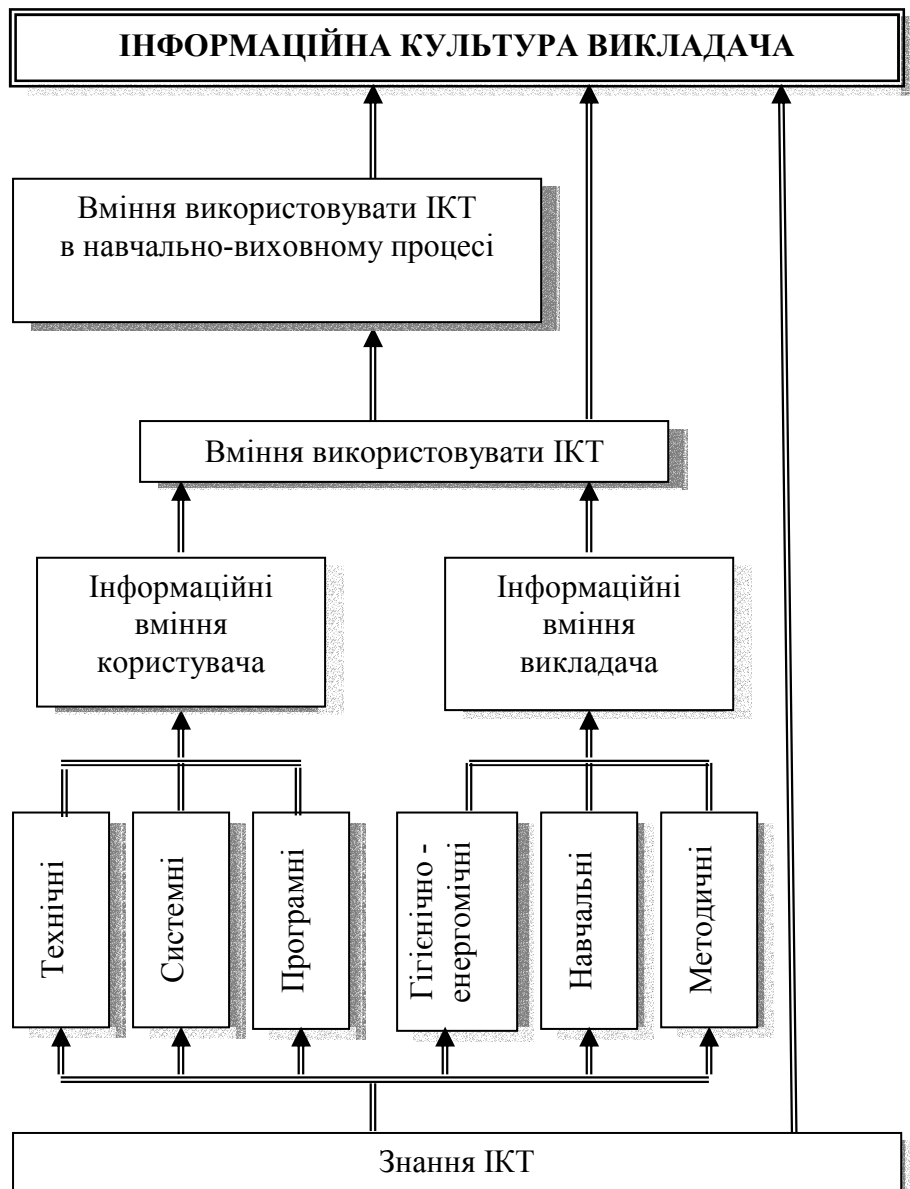 ІНФОРМАЦІЙНА КУЛЬТУРА ВИКЛАДАЧА
Вміння використовувати ІКТ
в навчально-виховному процесі
Вміння використовувати ІКТ
Інформаційні
вміння
користувача
Інформаційні
вміння
викладача
Технічні
Системні
Програмні
Гігієнічно -
енергомічні
Навчальні
Методичні
Знання ІКТ